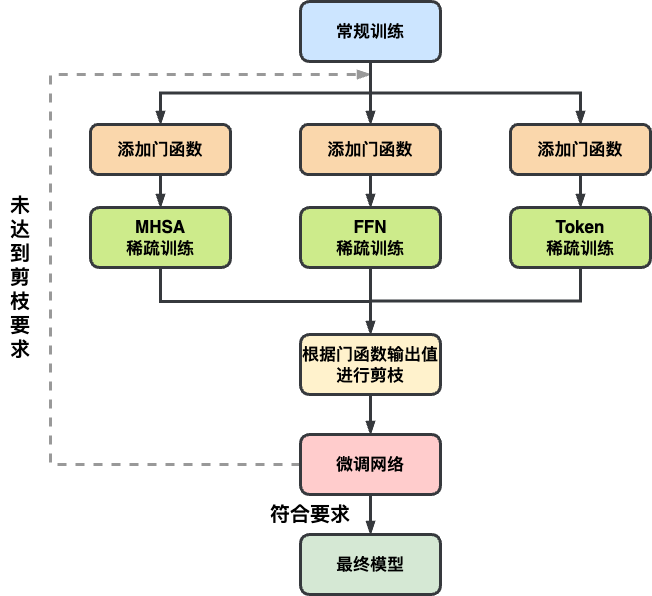 常规训练
添加门函数
添加门函数
添加门函数
MHSA
稀疏训练
FFN
稀疏训练
Token
稀疏训练
未达到剪枝要求
根据门函数输出值
进行剪枝
微调网络
符合要求
最终模型